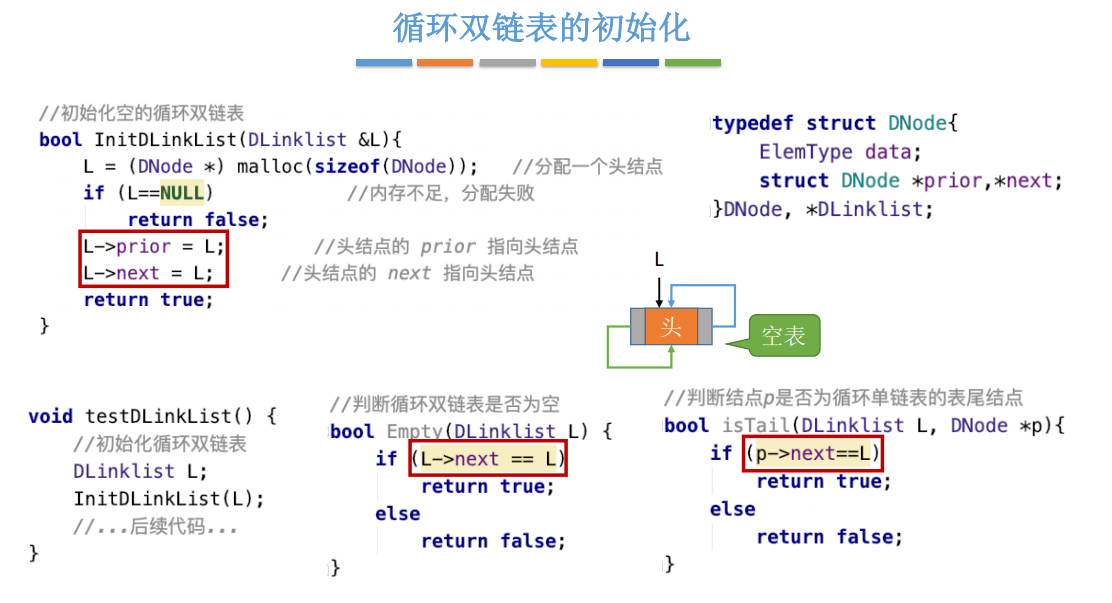 循环双链表的初始化
//初始化空的循环双链表
bool InitDLinkList(DLinklist &L){
L = (DNode *) malloc(sizeof(DNode)); //分配一个头结点
if (L==NULL) //内存不足，分配失败
return false;
L->prior = L; //头结点的 prior 指向头结点
L->next = L; //头结点的 next 指向头结点
return true;
}
typedef struct DNode{
ElemType data;
struct DNode *prior,*next;
}DNode, *DLinklist;
L
头
空表
void testDLinkList() {
//初始化循环双链表
DLinklist L;
InitDLinkList(L);
//...后续代码...
}
//判断循环双链表是否为空
bool Empty(DLinklist L) {
if (L->next == L)
return true;
else
return false;
}
//判断结点p是否为循环单链表的表尾结点
bool isTail(DLinklist L, DNode *p){
if (p->next==L)
return true;
else
return false;
}